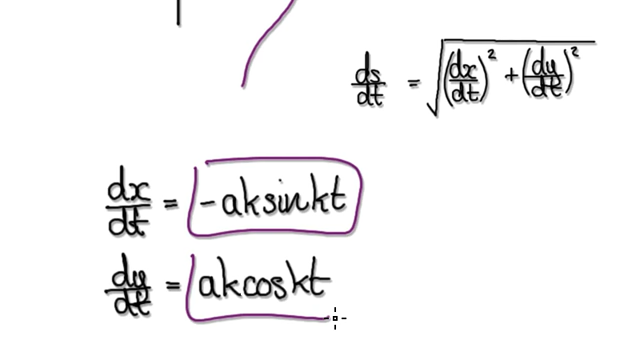 ds/dt = √((dx/dt)² + (dy/dt)²)
dx/dt = -aksinkt
dy/dt = akcoskt